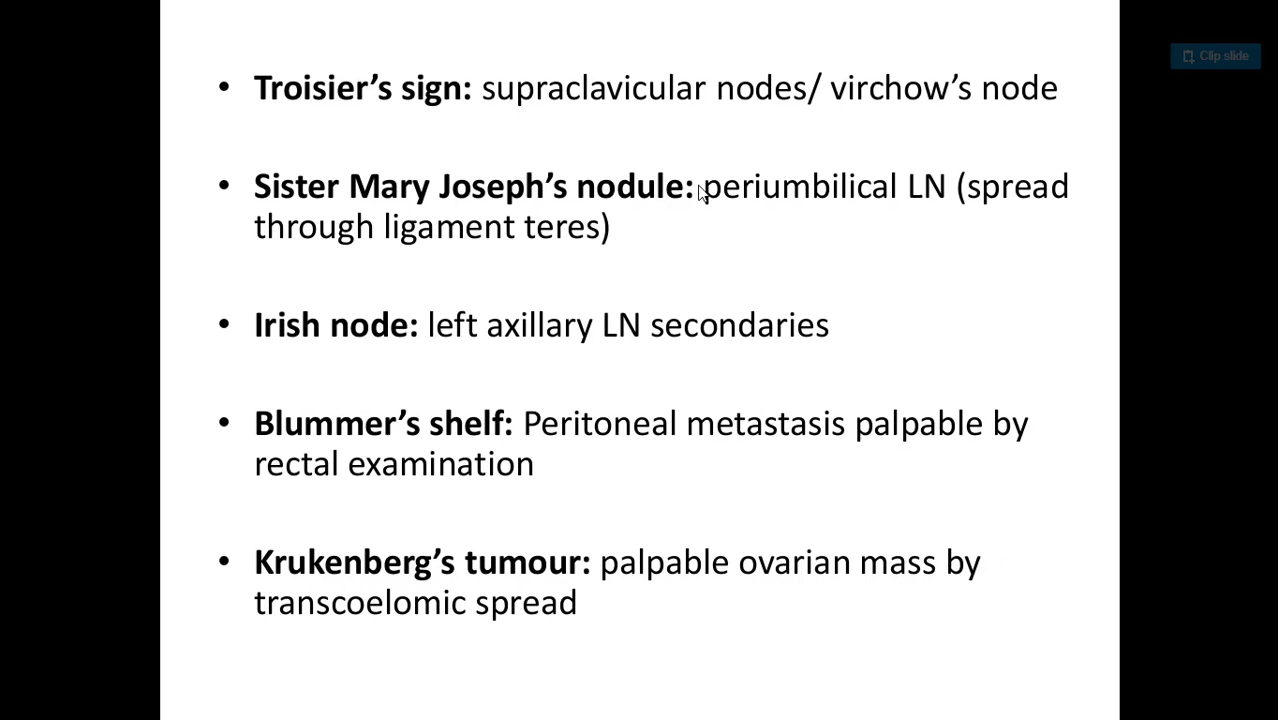 Clip slide
• Troisier’s sign: supraclavicular nodes/ virchow’s node
• Sister Mary Joseph’s nodule: periumbilical LN (spread
through ligament teres)
• Irish node: left axillary LN secondaries
• Blummer’s shelf: Peritoneal metastasis palpable by
rectal examination
• Krukenberg’s tumour: palpable ovarian mass by
transcoelomic spread